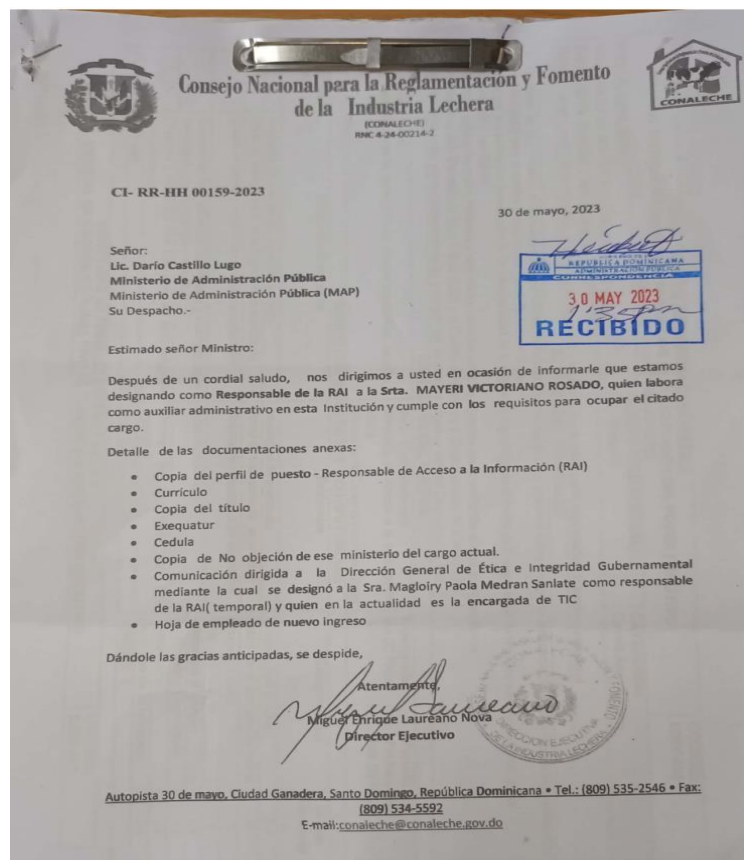 Consejo Nacional para la Reglamentación y Fomento
de la Industria Lechera
(CONALECHE)
RNC 4-24-00214-2
CONALECHE
CI- RR-HH 00159-2023
30 de mayo, 2023
Señor:
Lic. Darío Castillo Lugo
Ministerio de Administración Pública
Ministerio de Administración Pública (MAP)
Su Despacho.-
REPUBLICA DOMINICANA
ADMINISTRACION PUBLICA
CORRESPONDENCIA
30 MAY 2023
1:35pm
RECIBIDO
Estimado señor Ministro:
Después de un cordial saludo, nos dirigimos a usted en ocasión de informarle que estamos
designando como Responsable de la RAI a la Srta. MAYERI VICTORIANO ROSADO, quien labora
como auxiliar administrativo en esta Institución y cumple con los requisitos para ocupar el citado
cargo.
Detalle de las documentaciones anexas:
• Copia del perfil de puesto - Responsable de Acceso a la Información (RAI)
• Currículo
• Copia del título
• Exequatur
• Cedula
• Copia de No objeción de ese ministerio del cargo actual.
• Comunicación dirigida a la Dirección General de Ética e Integridad Gubernamental
mediante la cual se designó a la Sra. Magloiry Paola Medran Sanlate como responsable
de la RAI( temporal) y quien en la actualidad es la encargada de TIC
• Hoja de empleado de nuevo ingreso
Dándole las gracias anticipadas, se despide,
Atentamente,
Miguel Enrique Laureano Nova
Director Ejecutivo
DIRECCION EJECUTIVA
DE LA INDUSTRIA LECHERA
Autopista 30 de mayo, Ciudad Ganadera, Santo Domingo, República Dominicana • Tel.: (809) 535-2546 • Fax:
(809) 534-5592
E-mail:conaleche@conaleche.gov.do